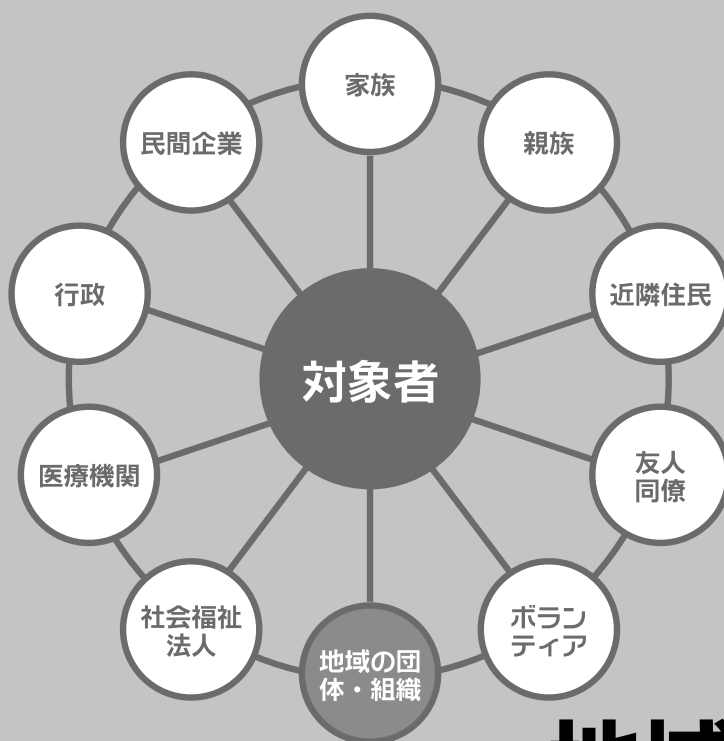 家族
親族
近隣住民
友人
同僚
ボラン
ティア
地域の団
体・組織
社会福祉
法人
医療機関
行政
民間企業
対象者
地域